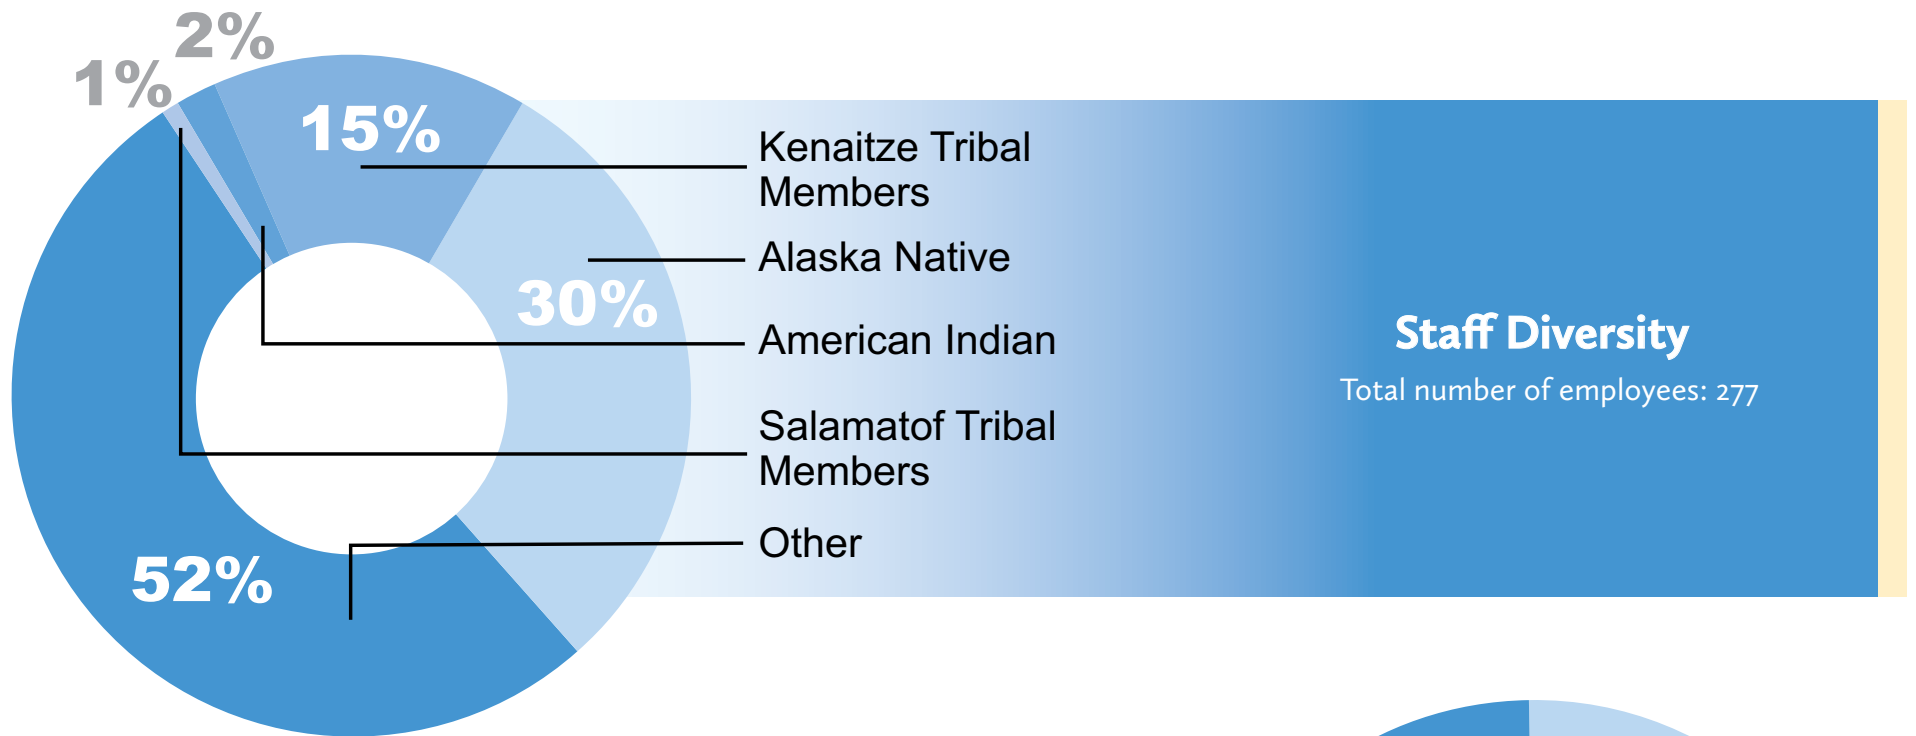 2%
1%
15%
Kenaitze Tribal
Members
Alaska Native
30%
American Indian
Staff Diversity
Total number of employees: 277
Salamatof Tribal
Members
Other
52%